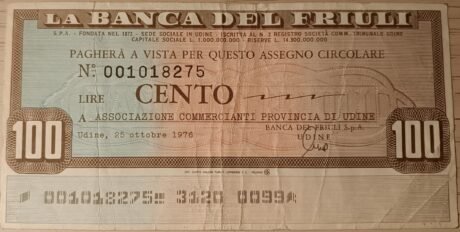 LA BANCA DEL FRIULI
S.P.A. - FONDATA NEL 1872 - SEDE SOCIALE IN UDINE - ISCRITTA AL N. 2 REGISTRO SOCIETÀ COMM. TRIBUNALE UDINE
CAPITALE SOCIALE L. 1.000.000.000 - RISERVE L. 14.300.000.000
PAGHERÀ A VISTA PER QUESTO ASSEGNO CIRCOLARE
No: 001018275
LIRE CENTO
A ASSOCIAZIONE COMMERCIANTI PROVINCIA DI UDINE
100 100
Udine, 25 ottobre 1976
BANCA DEL FRIULI S.p.A.
UDINE
001018275 3120 0099